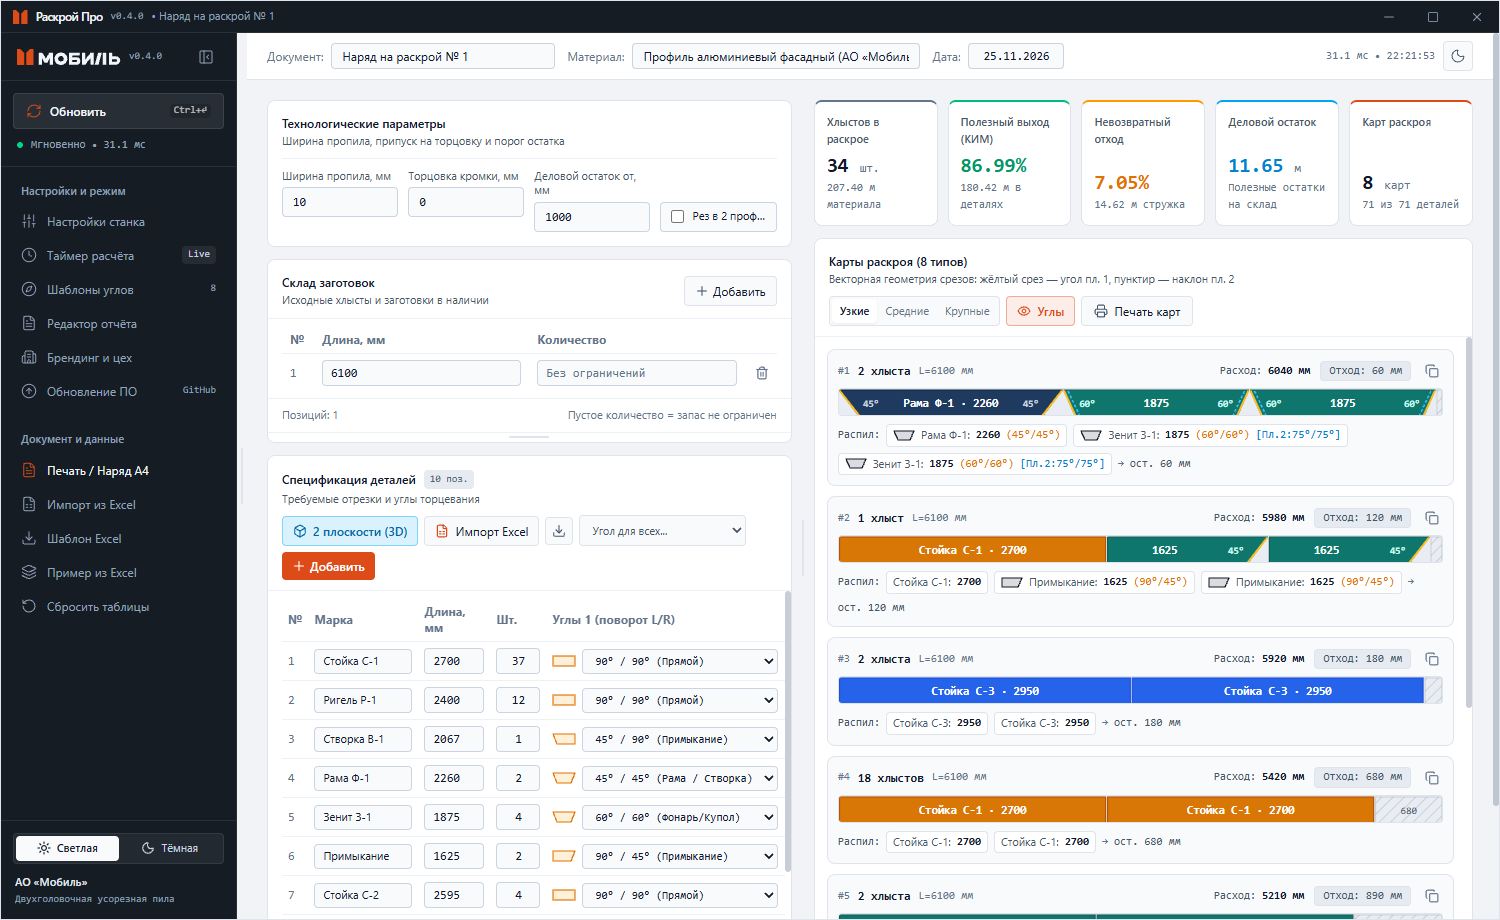 Раскрой Про v0.4.0 • Наряд на раскрой № 1
МОБИЛЬ v0.4.0
Обновить Ctrl+↵
Мгновенно • 31.1 мс
Настройки и режим
Настройки станка
Таймер расчёта Live
Шаблоны углов 8
Редактор отчёта
Брендинг и цех
Обновление ПО GitHub
Документ и данные
Печать / Наряд А4
Импорт из Excel
Шаблон Excel
Пример из Excel
Сбросить таблицы
Светлая Тёмная
АО «Мобиль»
Двухголовочная усорезная пила
Документ: Наряд на раскрой № 1 Материал: Профиль алюминиевый фасадный (АО «Мобиль Дата: 25.11.2026 31.1 мс • 22:21:53
Технологические параметры
Ширина пропила, припуск на торцовку и порог остатка
Ширина пропила, мм Торцовка кромки, мм Деловой остаток от, мм
10 0 1000 Рез в 2 проф...
Склад заготовок
Исходные хлысты и заготовки в наличии
+ Добавить
№ Длина, мм Количество
1 6100 Без ограничений
Позиций: 1 Пустое количество = запас не ограничен
Спецификация деталей 10 поз.
Требуемые отрезки и углы торцевания
2 плоскости (3D) Импорт Excel Угол для всех...
+ Добавить
№ Марка Длина, мм Шт. Углы 1 (поворот L/R)
1 Стойка С-1 2700 37 90° / 90° (Прямой)
2 Ригель Р-1 2400 12 90° / 90° (Прямой)
3 Створка В-1 2067 1 45° / 90° (Примыкание)
4 Рама Ф-1 2260 2 45° / 45° (Рама / Створка)
5 Зенит З-1 1875 4 60° / 60° (Фонарь/Купол)
6 Примыкание 1625 2 90° / 45° (Примыкание)
7 Стойка С-2 2595 4 90° / 90° (Прямой)
Хлыстов в раскрое
34 шт.
207.40 м материала
Полезный выход (КИМ)
86.99%
180.42 м в деталях
Невозвратный отход
7.05%
14.62 м стружка
Деловой остаток
11.65 м
Полезные остатки на склад
Карт раскроя
8 карт
71 из 71 деталей
Карты раскроя (8 типов)
Векторная геометрия срезов: жёлтый срез — угол пл. 1, пунктир — наклон пл. 2
Узкие Средние Крупные Углы Печать карт
#1 2 хлыста L=6100 мм Расход: 6040 мм Отход: 60 мм
45° Рама Ф-1 · 2260 45° 60° 1875 60° 60° 1875 60°
Распил: Рама Ф-1: 2260 (45°/45°) Зенит З-1: 1875 (60°/60°) [Пл.2:75°/75°]
Зенит З-1: 1875 (60°/60°) [Пл.2:75°/75°] → ост. 60 мм
#2 1 хлыст L=6100 мм Расход: 5980 мм Отход: 120 мм
Стойка С-1 · 2700 1625 45° 1625 45°
Распил: Стойка С-1: 2700 Примыкание: 1625 (90°/45°) Примыкание: 1625 (90°/45°) →
ост. 120 мм
#3 2 хлыста L=6100 мм Расход: 5920 мм Отход: 180 мм
Стойка С-3 · 2950 Стойка С-3 · 2950
Распил: Стойка С-3: 2950 Стойка С-3: 2950 → ост. 180 мм
#4 18 хлыстов L=6100 мм Расход: 5420 мм Отход: 680 мм
Стойка С-1 · 2700 Стойка С-1 · 2700 680
Распил: Стойка С-1: 2700 Стойка С-1: 2700 → ост. 680 мм
#5 2 хлыста L=6100 мм Расход: 5210 мм Отход: 890 мм